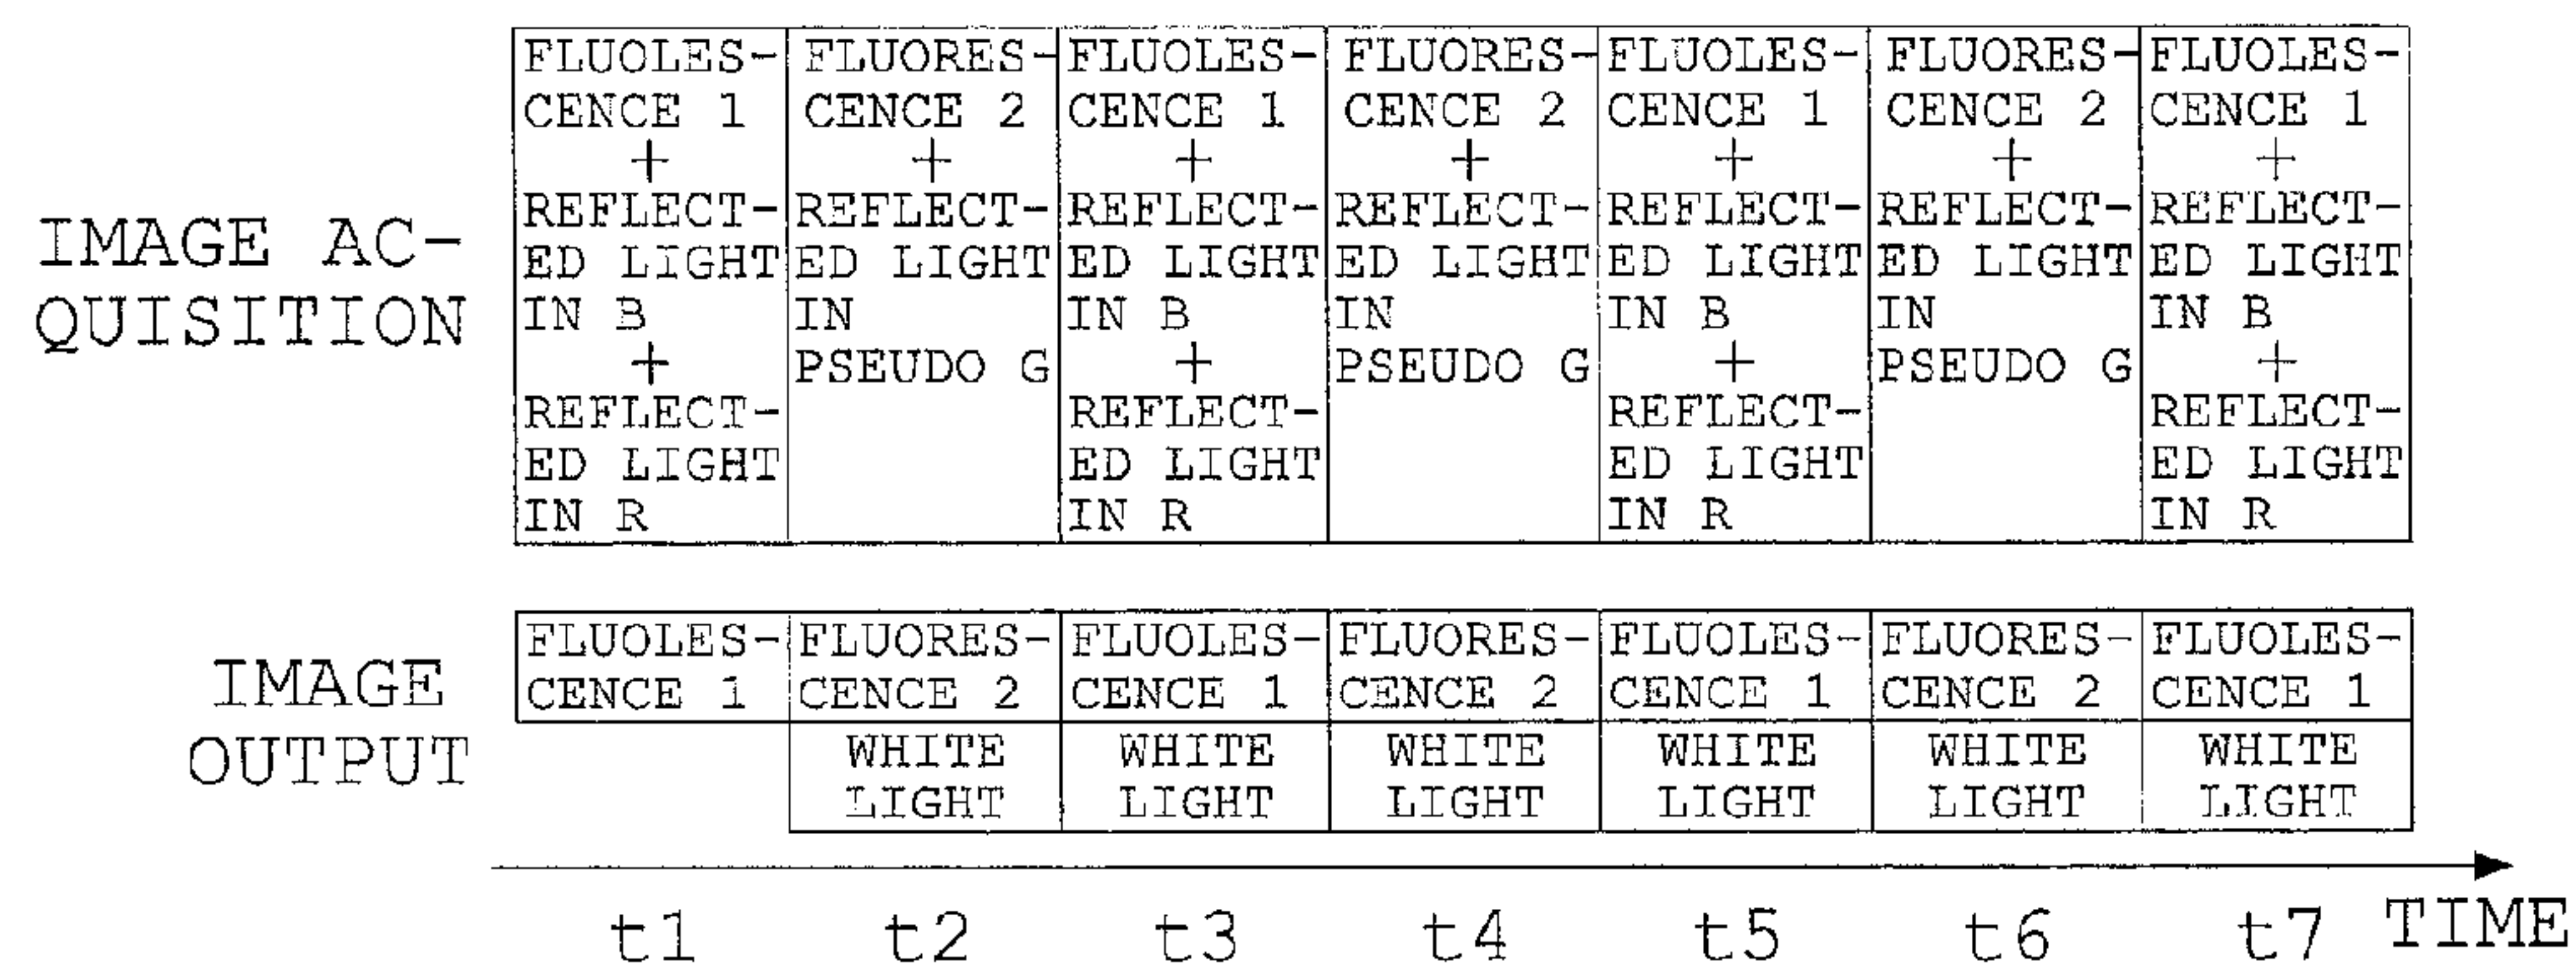 IMAGE AC-
QUISITION
FLUOLES-
CENCE 1
+
REFLECT-
ED LIGHT
IN B
+
REFLECT-
ED LIGHT
IN R
FLUORES-
CENCE 2
+
REFLECT-
ED LIGHT
IN
PSEUDO G
FLUOLES-
CENCE 1
+
REFLECT-
ED LIGHT
IN B
+
REFLECT-
ED LIGHT
IN R
FLUORES-
CENCE 2
+
REFLECT-
ED LIGHT
IN
PSEUDO G
FLUOLES-
CENCE 1
+
REFLECT-
ED LIGHT
IN B
+
REFLECT-
ED LIGHT
IN R
FLUORES-
CENCE 2
+
REFLECT-
ED LIGHT
IN
PSEUDO G
FLUOLES-
CENCE 1
+
REFLECT-
ED LIGHT
IN B
+
REFLECT-
ED LIGHT
IN R
IMAGE
OUTPUT
FLUOLES-
CENCE 1
FLUORES-
CENCE 2
FLUOLES-
CENCE 1
FLUORES-
CENCE 2
FLUOLES-
CENCE 1
FLUORES-
CENCE 2
FLUOLES-
CENCE 1
WHITE
LIGHT
WHITE
LIGHT
WHITE
LIGHT
WHITE
LIGHT
WHITE
LIGHT
WHITE
LIGHT
t1 t2 t3 t4 t5 t6 t7 TIME